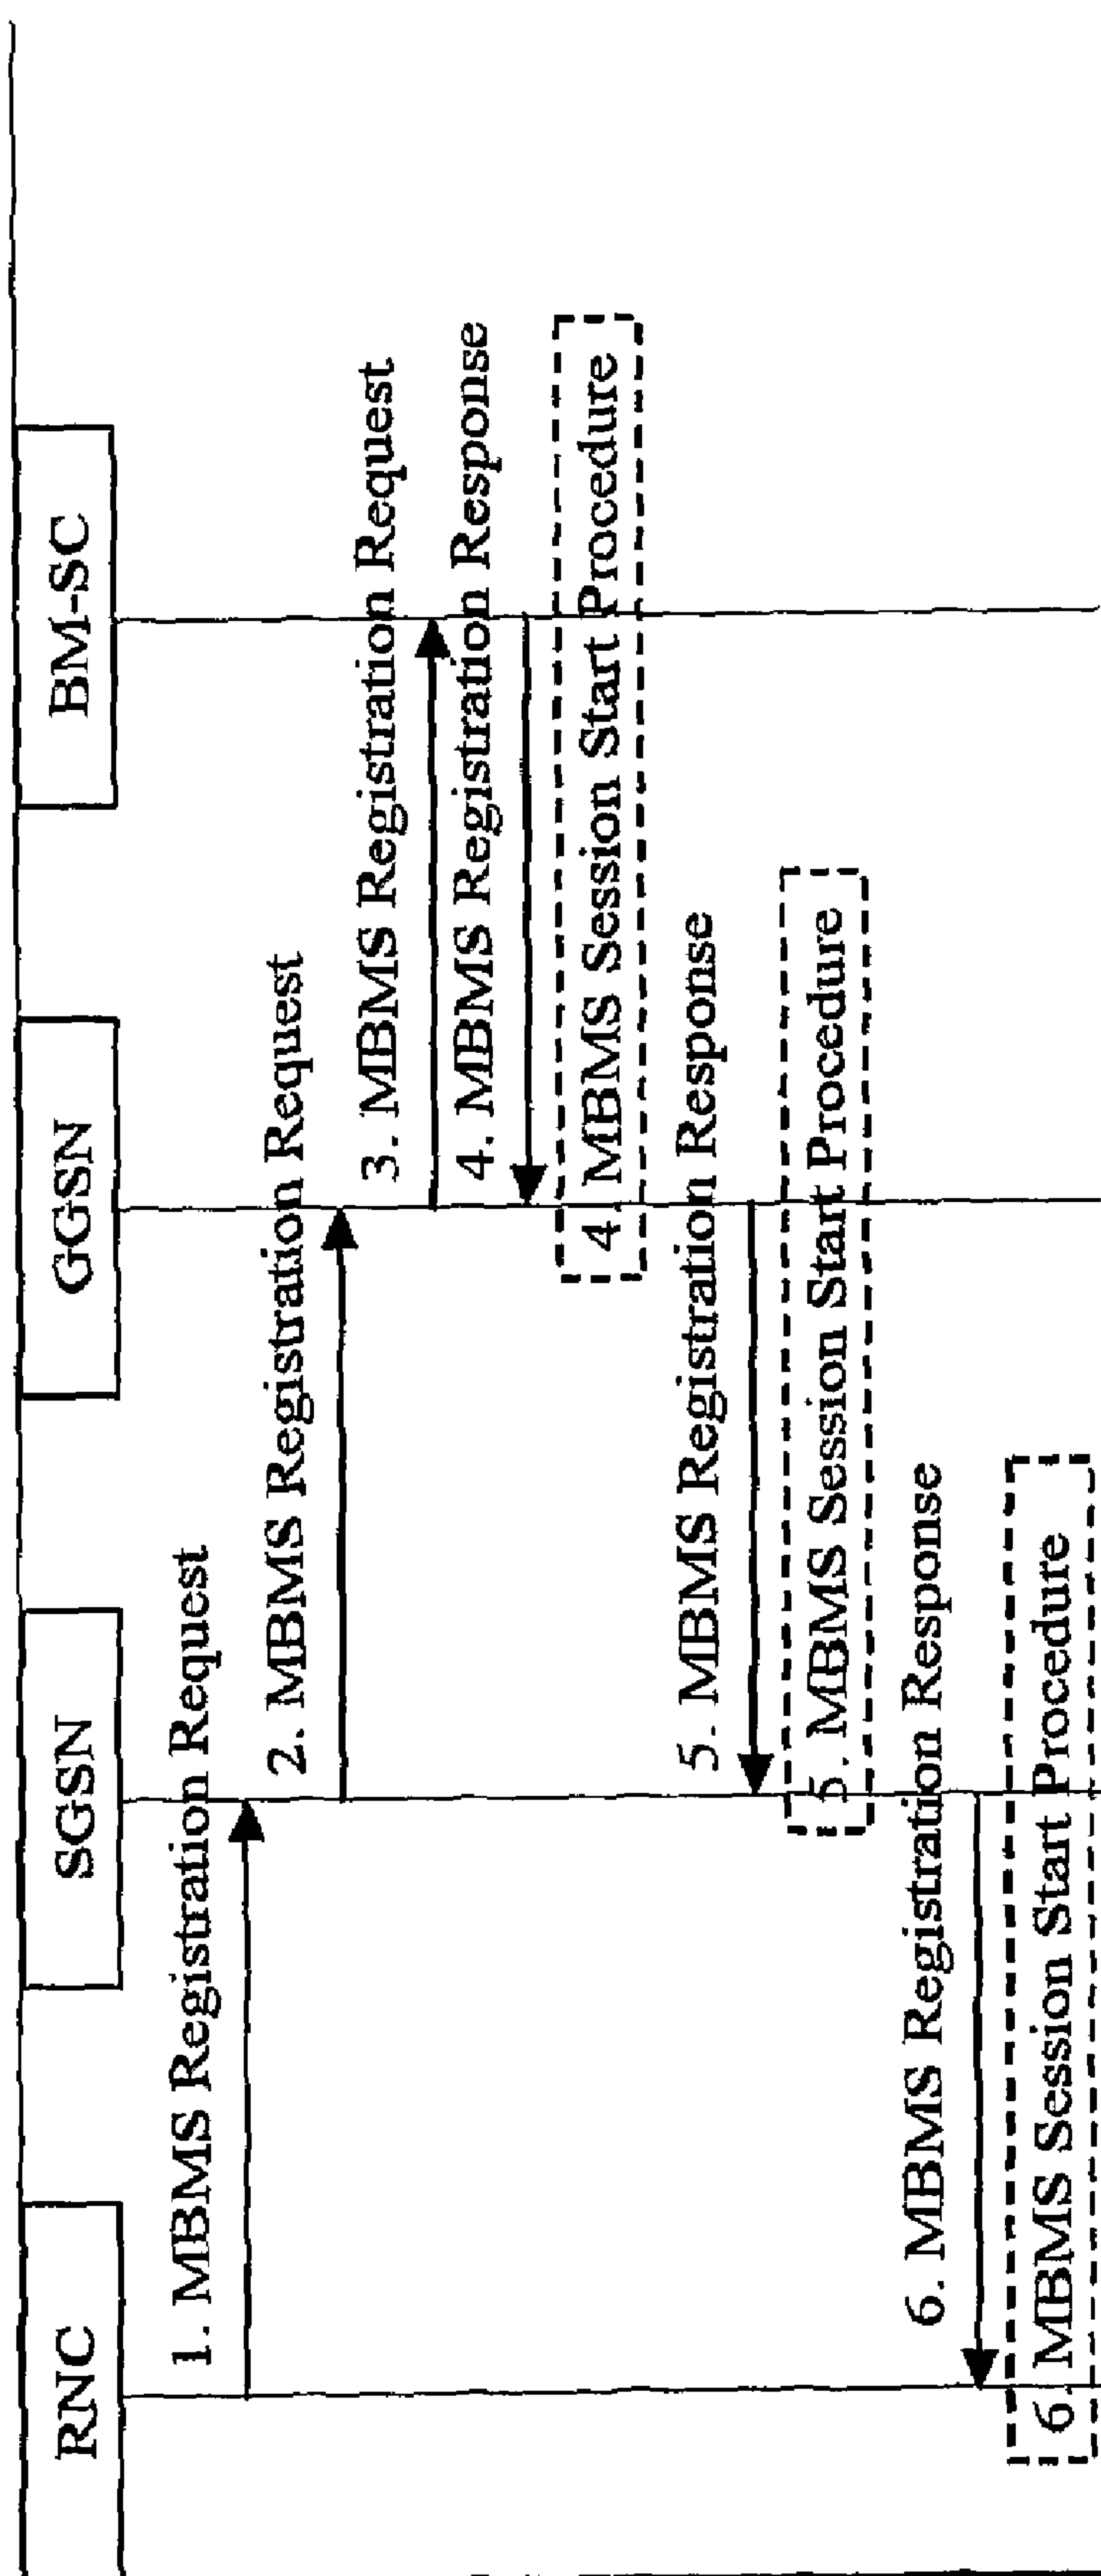 RNC
SGSN
GGSN
BM-SC
1. MBMS Registration Request
2. MBMS Registration Request
3. MBMS Registration Request
4. MBMS Registration Response
4. MBMS Session Start Procedure
5. MBMS Registration Response
5. MBMS Session Start Procedure
6. MBMS Registration Response
6. MBMS Session Start Procedure